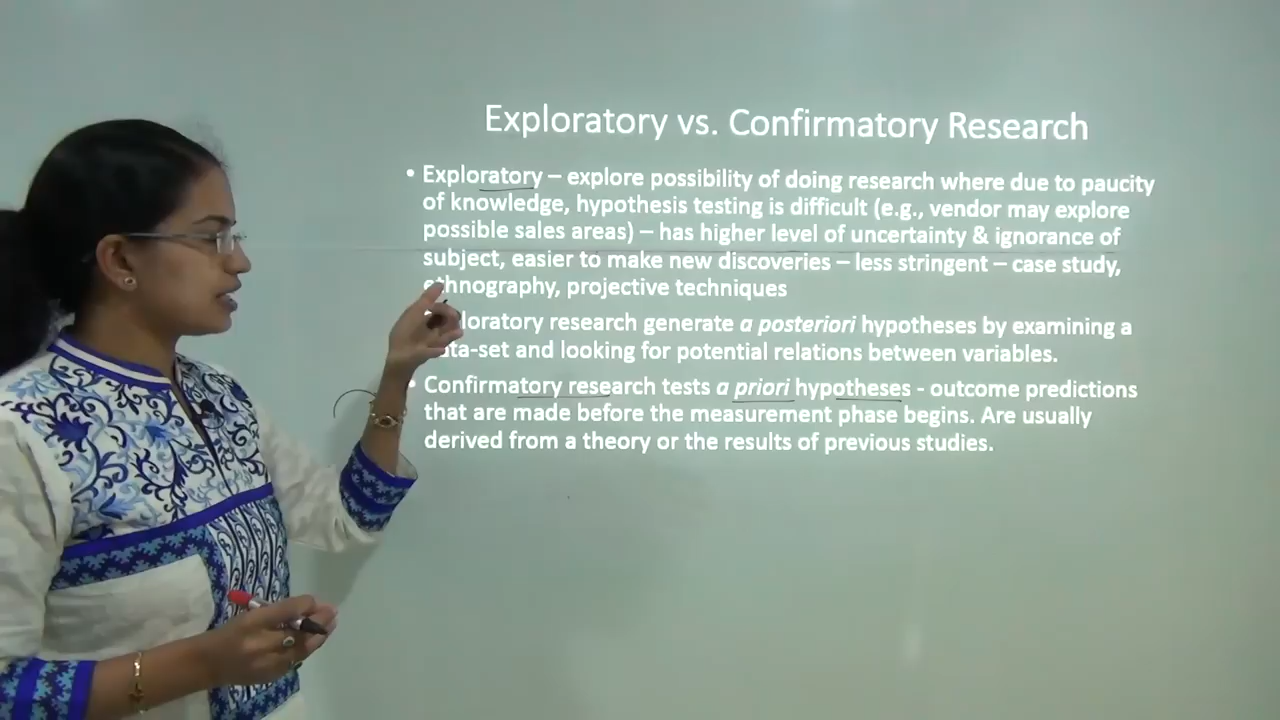 Exploratory vs. Confirmatory Research
• Exploratory – explore possibility of doing research where due to paucity
of knowledge, hypothesis testing is difficult (e.g., vendor may explore
possible sales areas) – has higher level of uncertainty & ignorance of
subject, easier to make new discoveries – less stringent – case study,
ethnography, projective techniques
research generate a posteriori hypotheses by examining a
and looking for potential relations between variables.
• Confirmatory research tests a priori hypotheses - outcome predictions
that are made before the measurement phase begins. Are usually
derived from a theory or the results of previous studies.